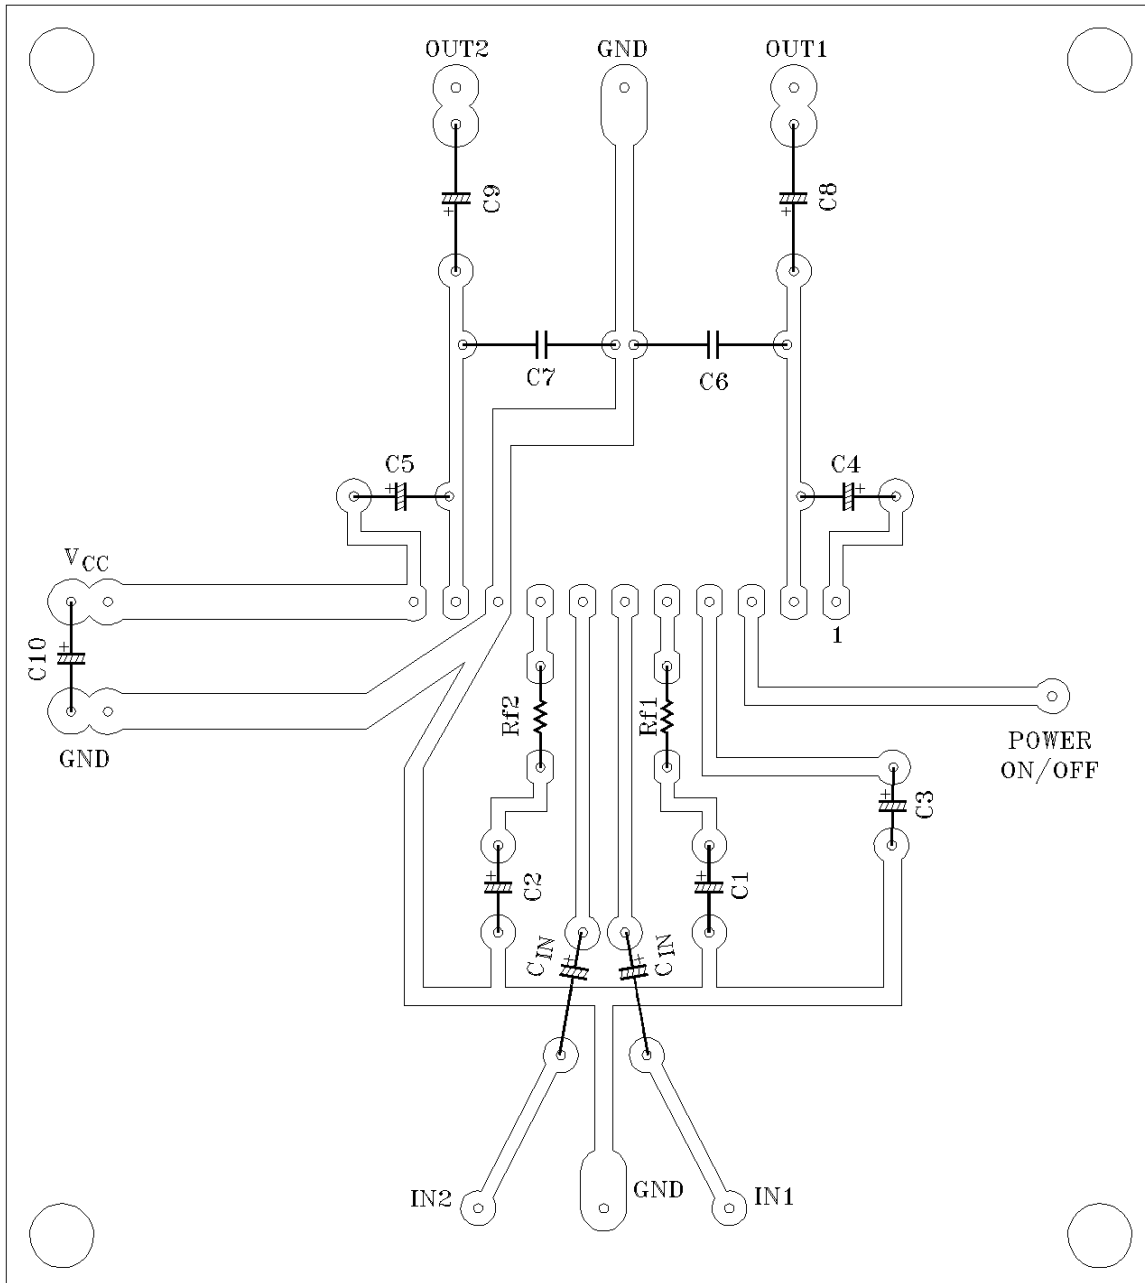 OUT2
GND
OUT1
C9
+
C8
+
C7
C6
C5
+
C4
+
VCC
C10
+
1
Rf2
Rf1
GND
POWER
ON/OFF
+
C3
+
C2
+
C1
CIN
+
+
CIN
IN2
GND
IN1